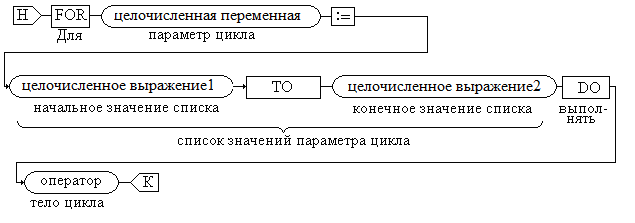 Н FOR целочисленная переменная :=
Для параметр цикла
целочисленное выражение1 TO целочисленное выражение2 DO
начальное значение списка конечное значение списка выпол-
нять
список значений параметра цикла
оператор К
тело цикла